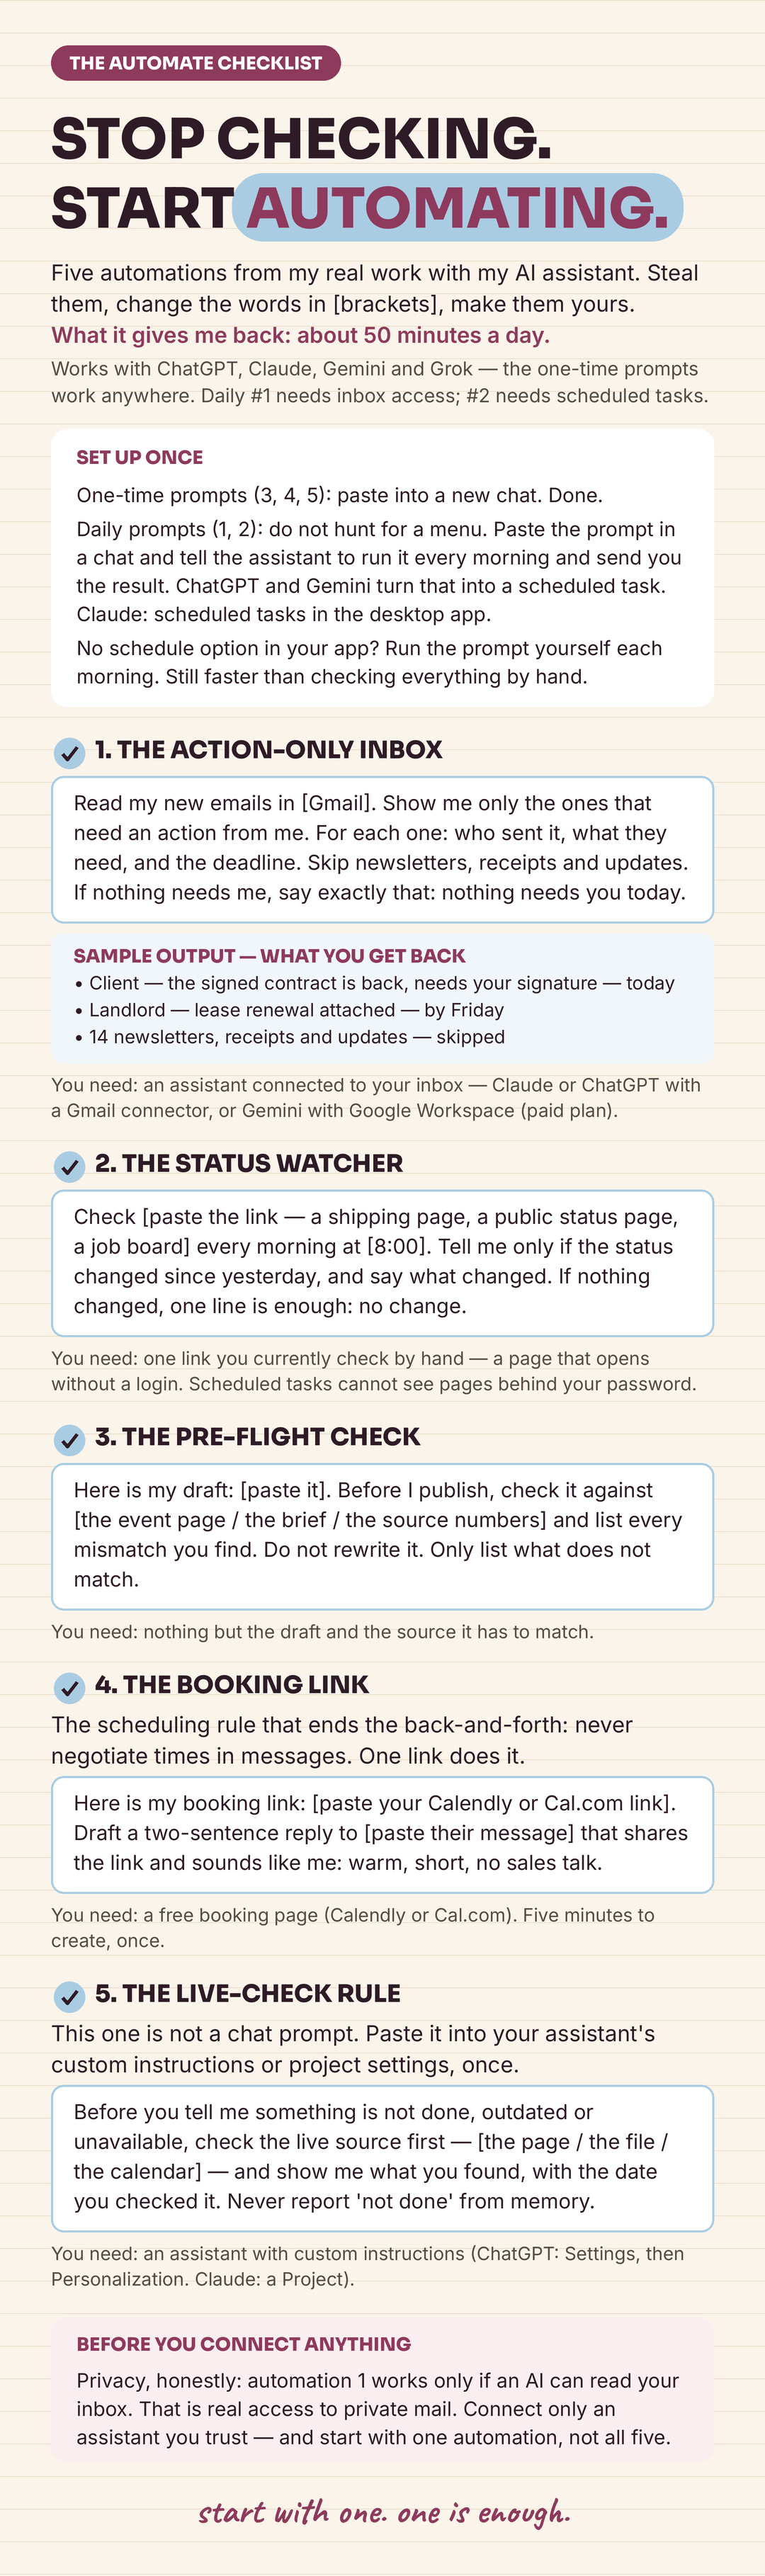 THE AUTOMATE CHECKLIST
STOP CHECKING.
START AUTOMATING.
Five automations from my real work with my AI assistant. Steal
them, change the words in [brackets], make them yours.
What it gives me back: about 50 minutes a day.
Works with ChatGPT, Claude, Gemini and Grok — the one-time prompts
work anywhere. Daily #1 needs inbox access; #2 needs scheduled tasks.
SET UP ONCE
One-time prompts (3, 4, 5): paste into a new chat. Done.
Daily prompts (1, 2): do not hunt for a menu. Paste the prompt in
a chat and tell the assistant to run it every morning and send you
the result. ChatGPT and Gemini turn that into a scheduled task.
Claude: scheduled tasks in the desktop app.
No schedule option in your app? Run the prompt yourself each
morning. Still faster than checking everything by hand.
1. THE ACTION-ONLY INBOX
Read my new emails in [Gmail]. Show me only the ones that
need an action from me. For each one: who sent it, what they
need, and the deadline. Skip newsletters, receipts and updates.
If nothing needs me, say exactly that: nothing needs you today.
SAMPLE OUTPUT — WHAT YOU GET BACK
• Client — the signed contract is back, needs your signature — today
• Landlord — lease renewal attached — by Friday
• 14 newsletters, receipts and updates — skipped
You need: an assistant connected to your inbox — Claude or ChatGPT with
a Gmail connector, or Gemini with Google Workspace (paid plan).
2. THE STATUS WATCHER
Check [paste the link — a shipping page, a public status page,
a job board] every morning at [8:00]. Tell me only if the status
changed since yesterday, and say what changed. If nothing
changed, one line is enough: no change.
You need: one link you currently check by hand — a page that opens
without a login. Scheduled tasks cannot see pages behind your password.
3. THE PRE-FLIGHT CHECK
Here is my draft: [paste it]. Before I publish, check it against
[the event page / the brief / the source numbers] and list every
mismatch you find. Do not rewrite it. Only list what does not
match.
You need: nothing but the draft and the source it has to match.
4. THE BOOKING LINK
The scheduling rule that ends the back-and-forth: never
negotiate times in messages. One link does it.
Here is my booking link: [paste your Calendly or Cal.com link].
Draft a two-sentence reply to [paste their message] that shares
the link and sounds like me: warm, short, no sales talk.
You need: a free booking page (Calendly or Cal.com). Five minutes to
create, once.
5. THE LIVE-CHECK RULE
This one is not a chat prompt. Paste it into your assistant's
custom instructions or project settings, once.
Before you tell me something is not done, outdated or
unavailable, check the live source first — [the page / the file /
the calendar] — and show me what you found, with the date
you checked it. Never report 'not done' from memory.
You need: an assistant with custom instructions (ChatGPT: Settings, then
Personalization. Claude: a Project).
BEFORE YOU CONNECT ANYTHING
Privacy, honestly: automation 1 works only if an AI can read your
inbox. That is real access to private mail. Connect only an
assistant you trust — and start with one automation, not all five.
start with one. one is enough.